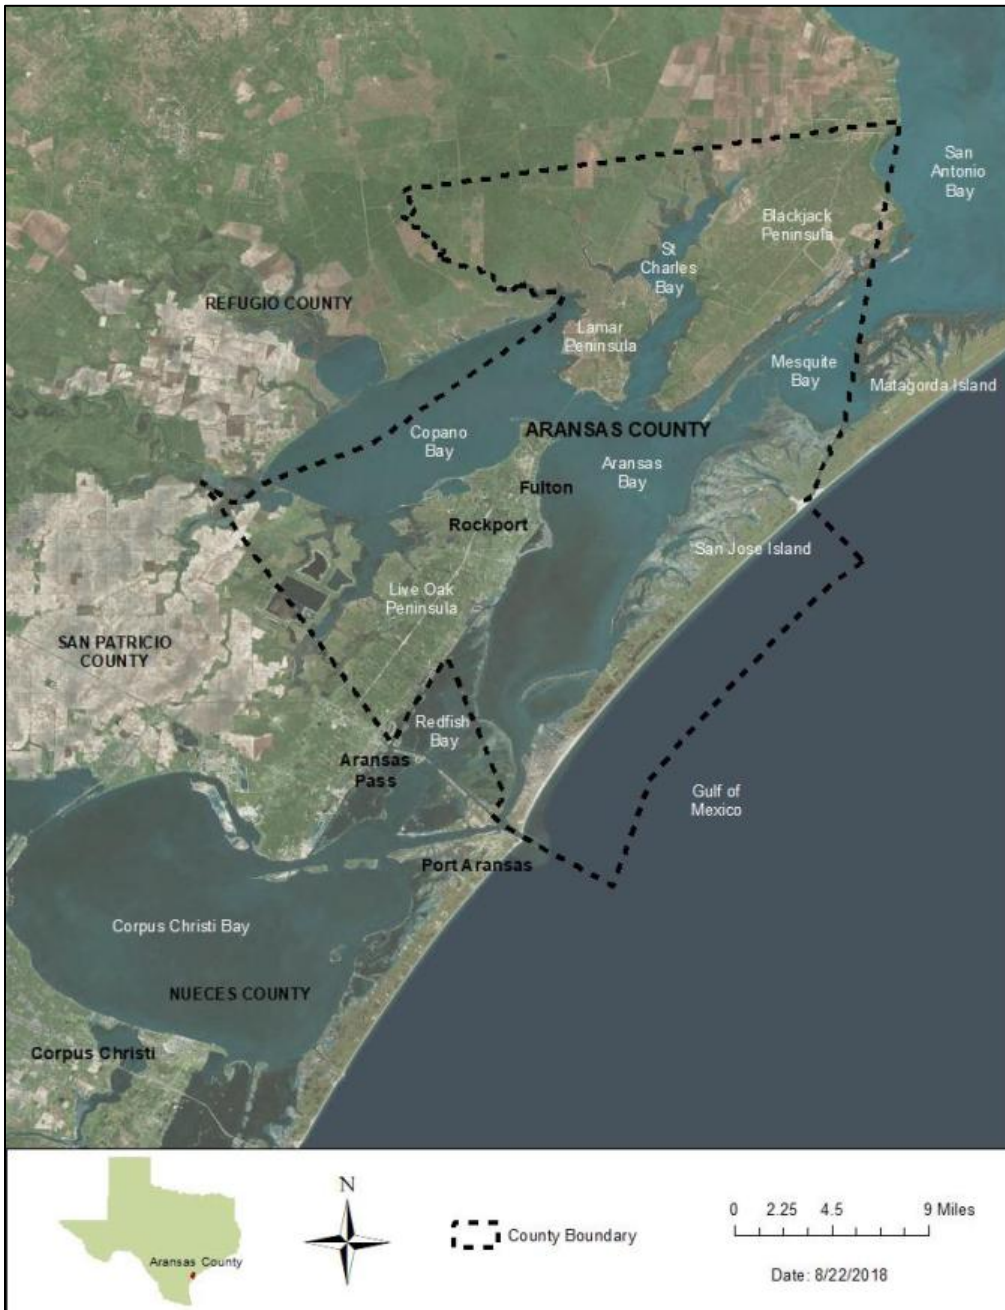 San
Antonio
Bay
Blackjack
Peninsula
St
Charles
Bay
REFUGIO COUNTY
Lamar
Peninsula
Mesquite
Bay
Matagorda Island
Copano
Bay
ARANSAS COUNTY
Aransas
Bay
Fulton
Rockport
San Jose Island
Live Oak
Peninsula
SAN PATRICIO
COUNTY
Redfish
Bay
Aransas
Pass
Gulf of
Mexico
Port Aransas
Corpus Christi Bay
NUECES COUNTY
Corpus Christi
Aransas County
N
County Boundary
0 2.25 4.5 9 Miles
Date: 8/22/2018